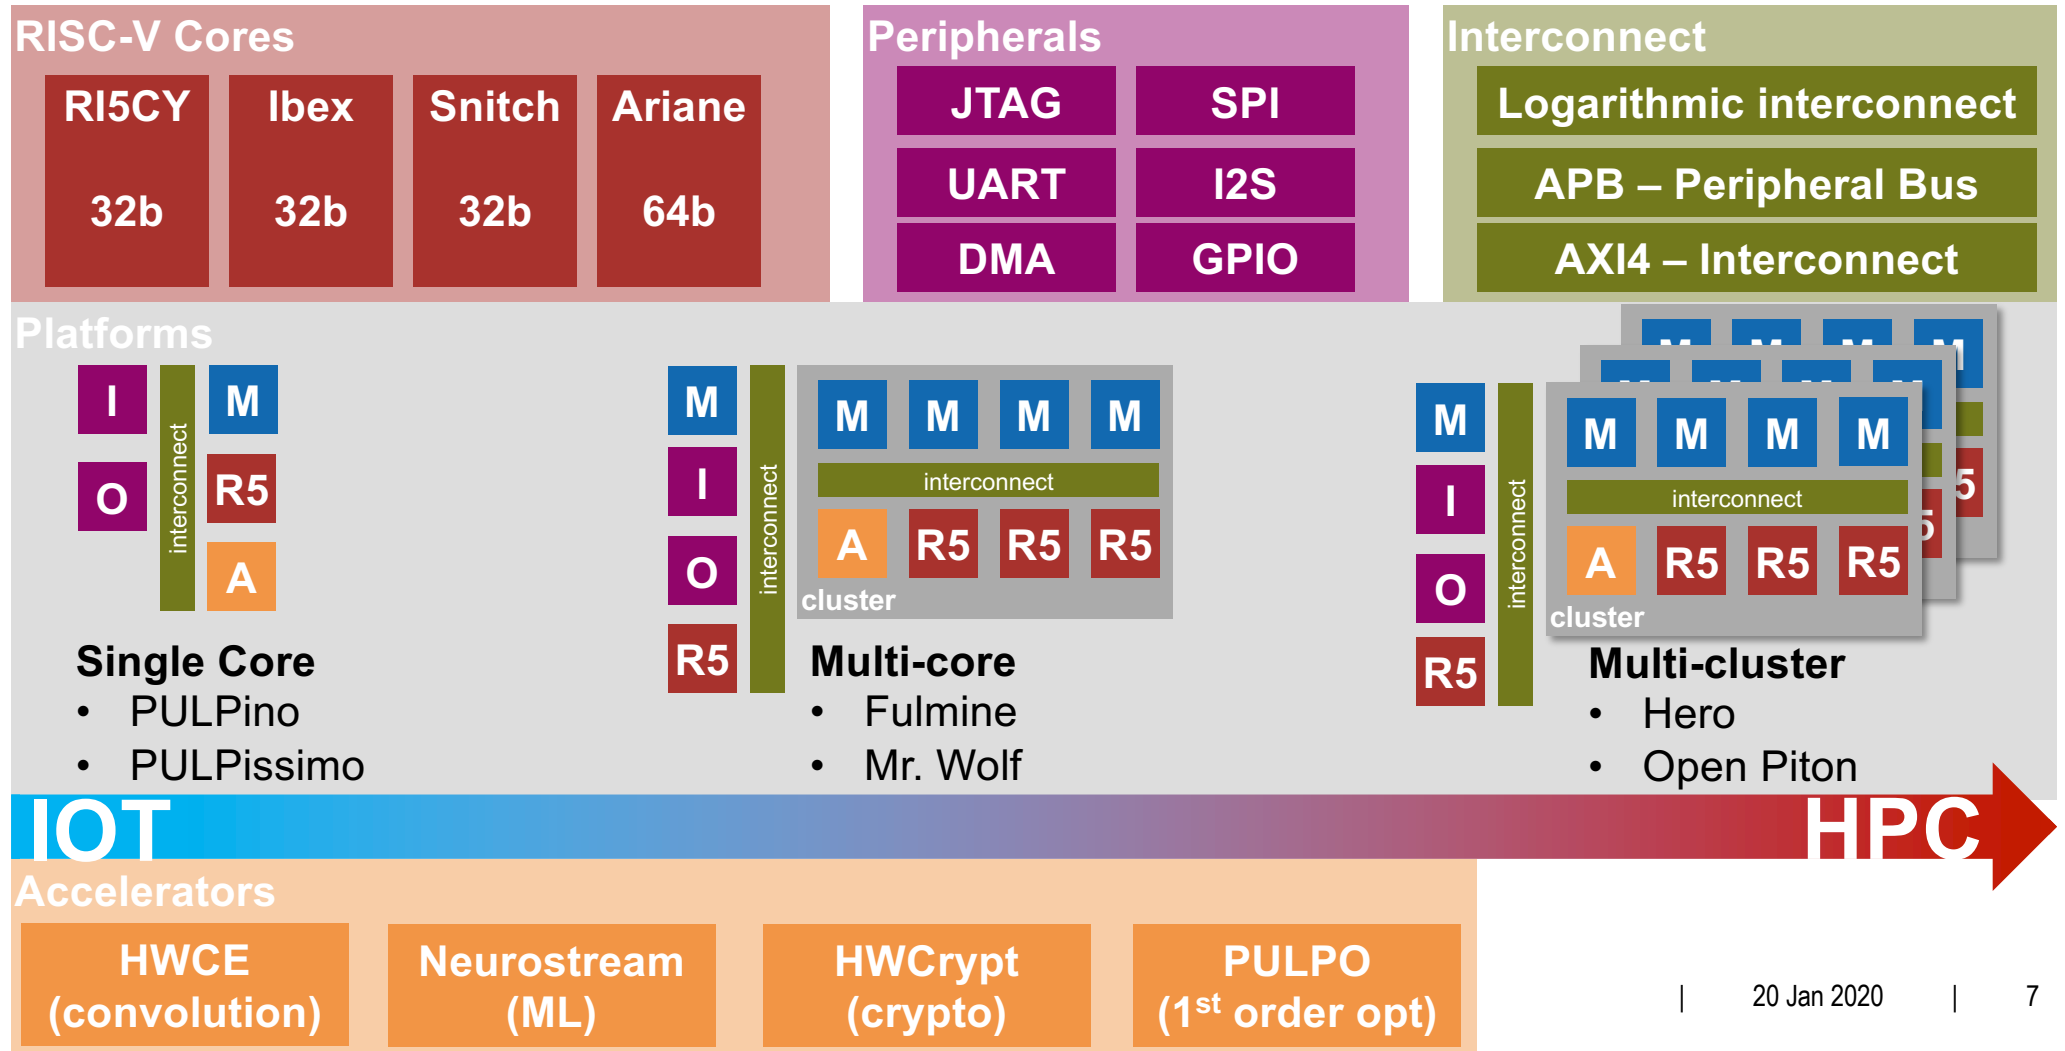 RISC-V Cores
RI5CY
32b
Ibex
32b
Snitch
32b
Ariane
64b
Peripherals
JTAG
SPI
UART
I2S
DMA
GPIO
Interconnect
Logarithmic interconnect
APB – Peripheral Bus
AXI4 – Interconnect
Platforms
I
O
interconnect
M
R5
A
Single Core
• PULPino
• PULPissimo
M
I
O
R5
interconnect
M M M M
interconnect
A R5 R5 R5
cluster
Multi-core
• Fulmine
• Mr. Wolf
M
I
O
R5
interconnect
M M M M
M M M M
M M M M
interconnect
5
5
A R5 R5 R5
cluster
Multi-cluster
• Hero
• Open Piton
IOT
HPC
Accelerators
HWCE
(convolution)
Neurostream
(ML)
HWCrypt
(crypto)
PULPO
(1st order opt)
| 20 Jan 2020 | 7